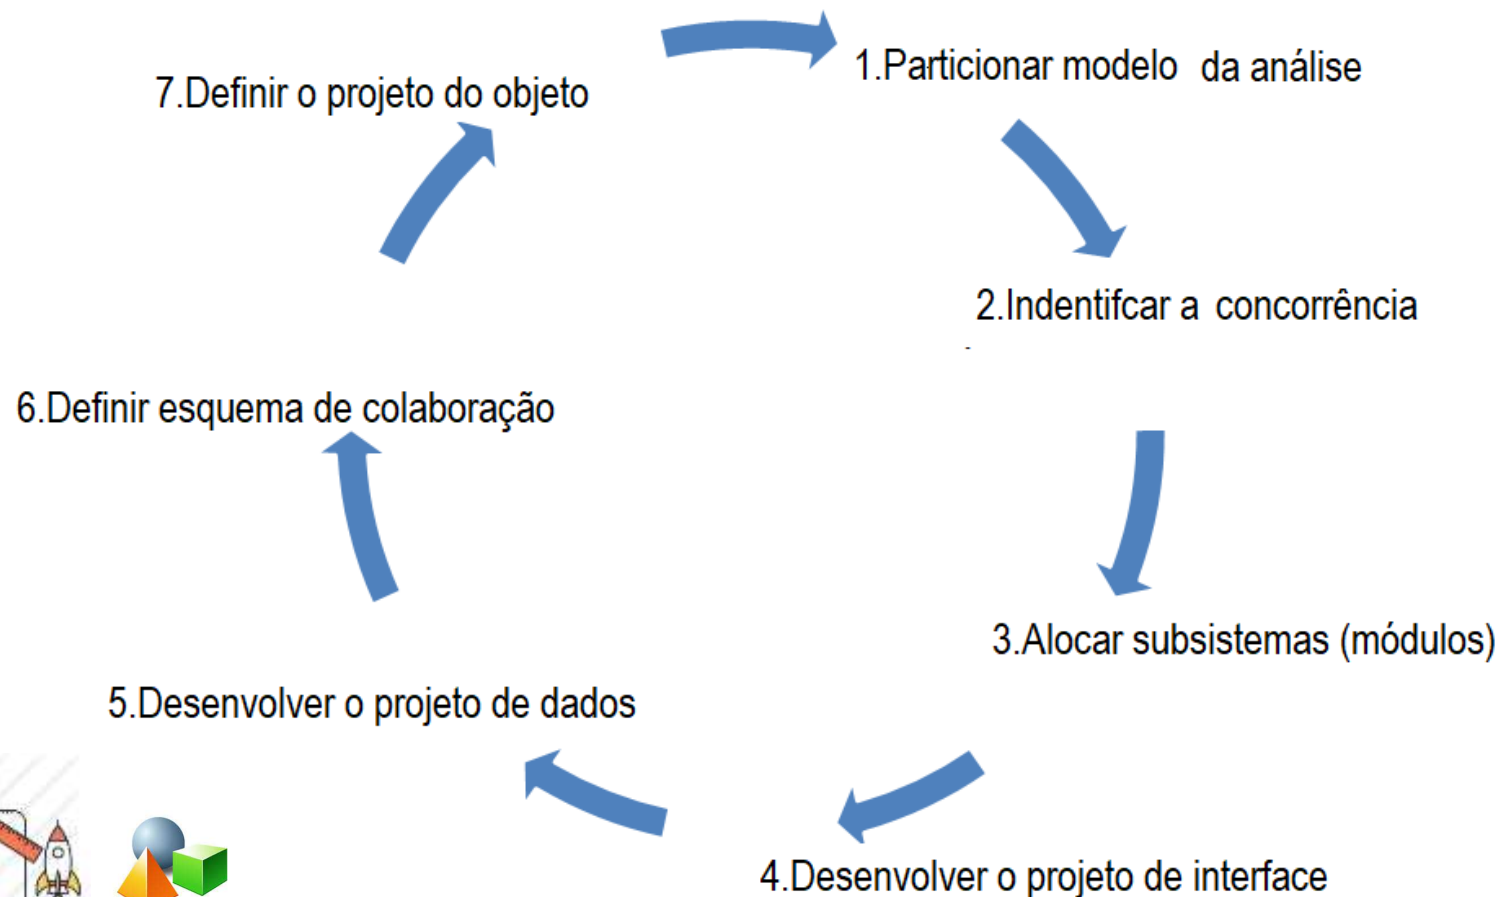 1.Particionar modelo da análise
2.Indentifcar a concorrência
3.Alocar subsistemas (módulos)
4.Desenvolver o projeto de interface
5.Desenvolver o projeto de dados
6.Definir esquema de colaboração
7.Definir o projeto do objeto